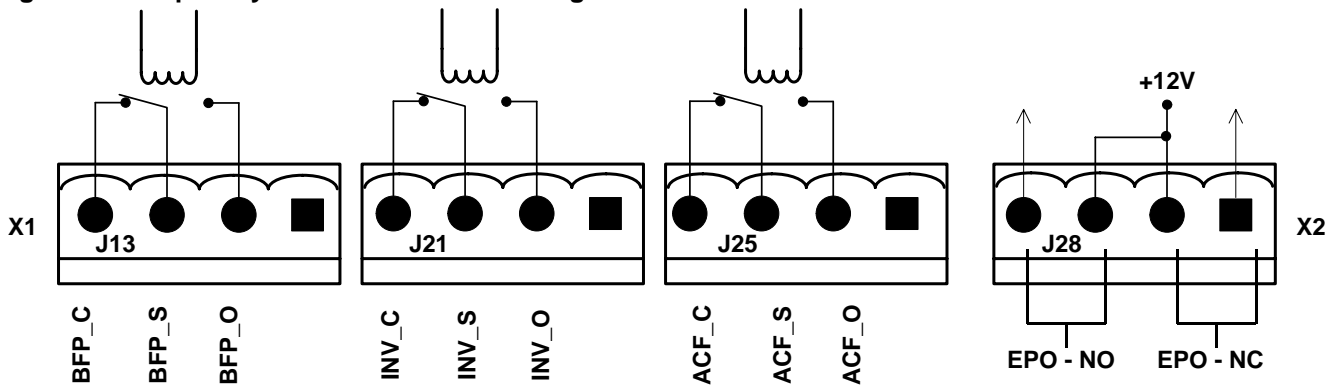 +12V
X1
J13
J21
J25
J28
X2
BFP_C
BFP_S
BFP_O
INV_C
INV_S
INV_O
ACF_C
ACF_S
ACF_O
EPO - NO
EPO - NC